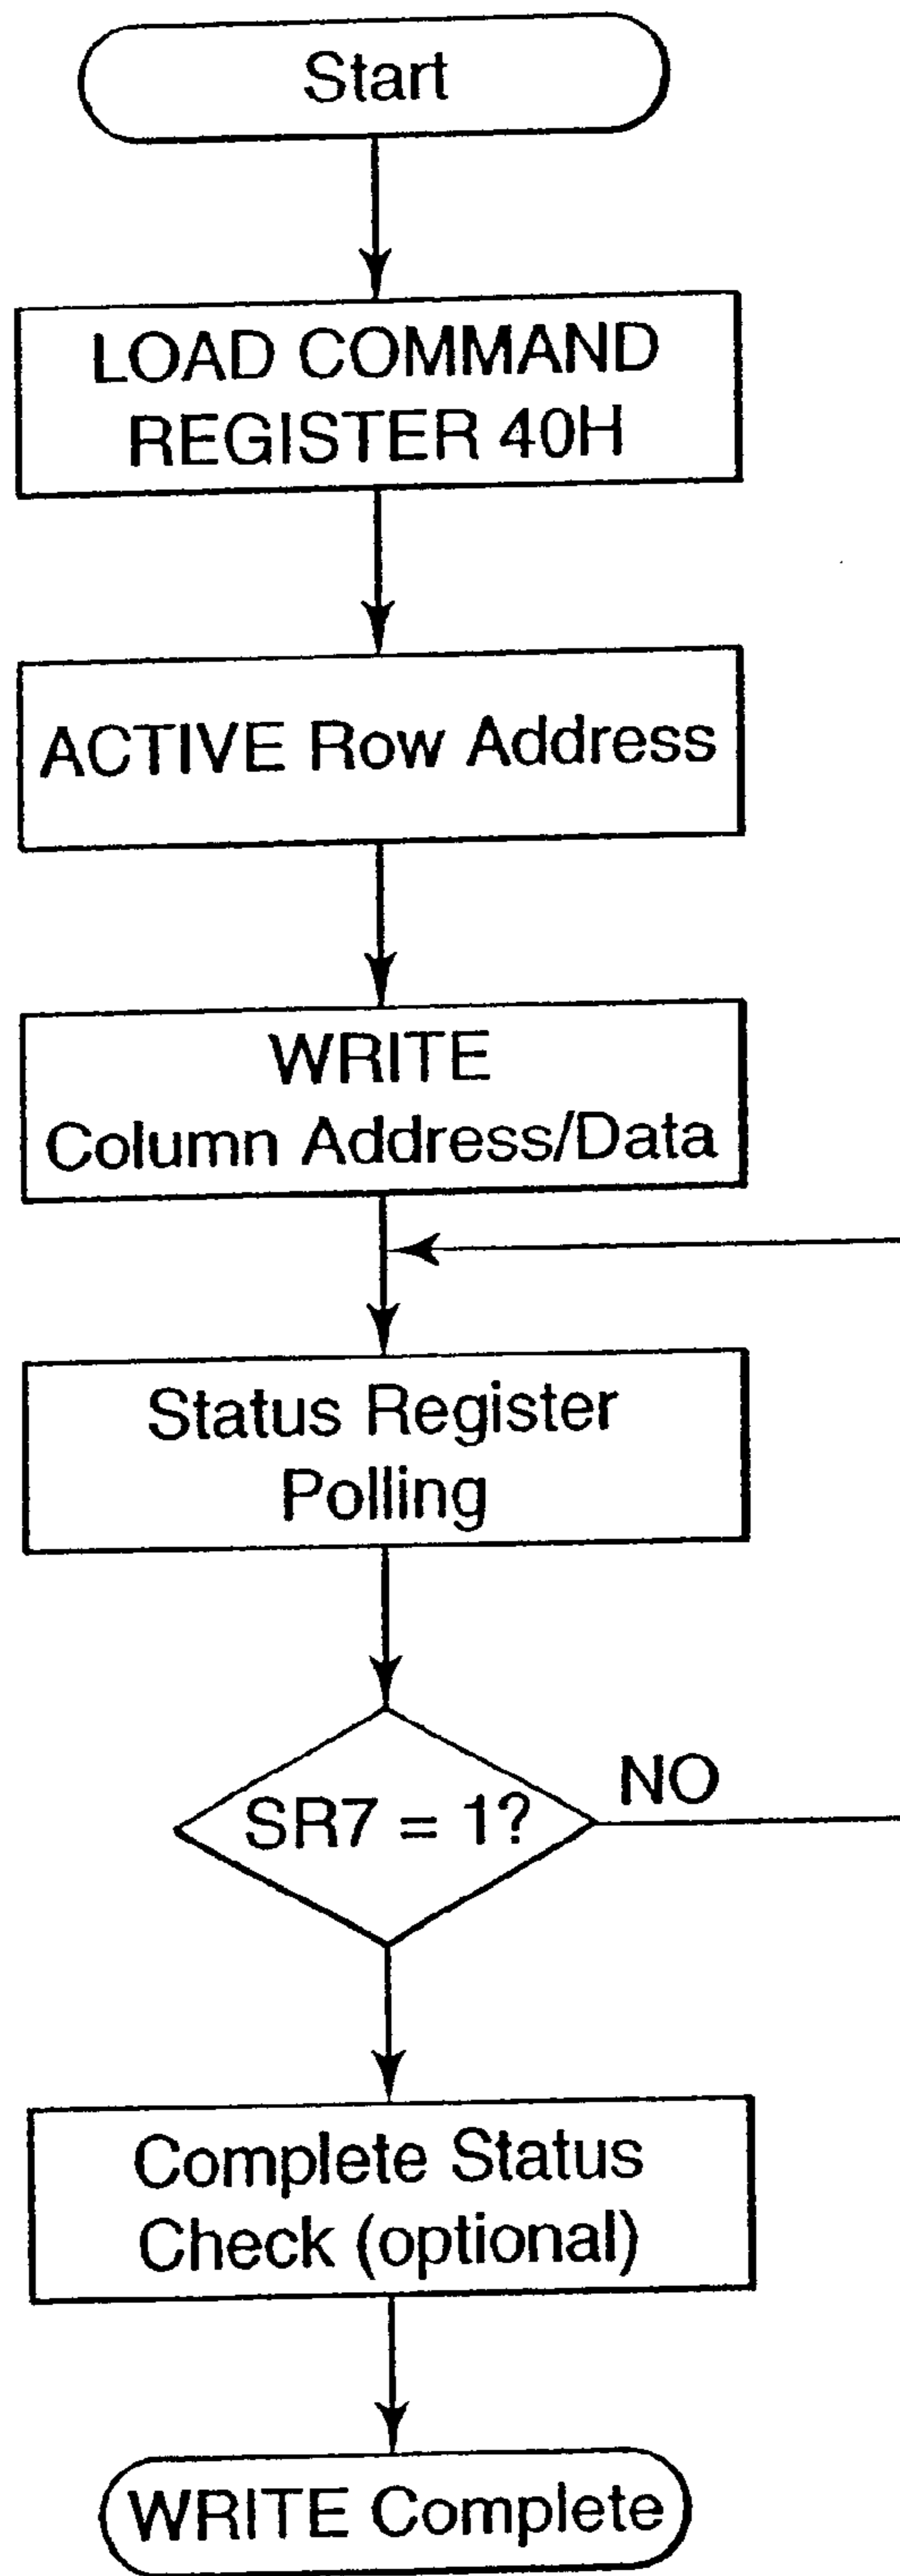 Start
LOAD COMMAND
REGISTER 40H
ACTIVE Row Address
WRITE
Column Address/Data
Status Register
Polling
SR7 = 1?
NO
Complete Status
Check (optional)
WRITE Complete